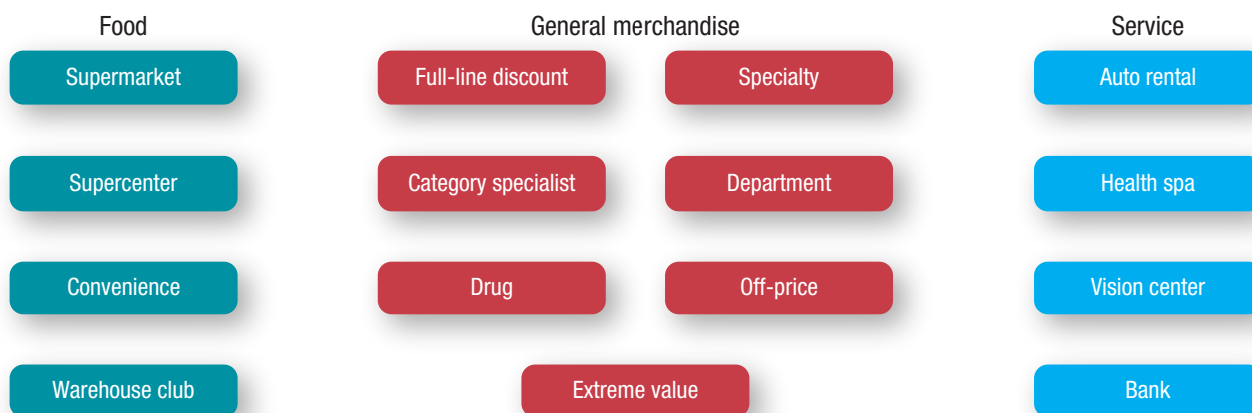 Food
General merchandise
Service
Supermarket
Full-line discount
Specialty
Auto rental
Supercenter
Category specialist
Department
Health spa
Convenience
Drug
Off-price
Vision center
Warehouse club
Extreme value
Bank